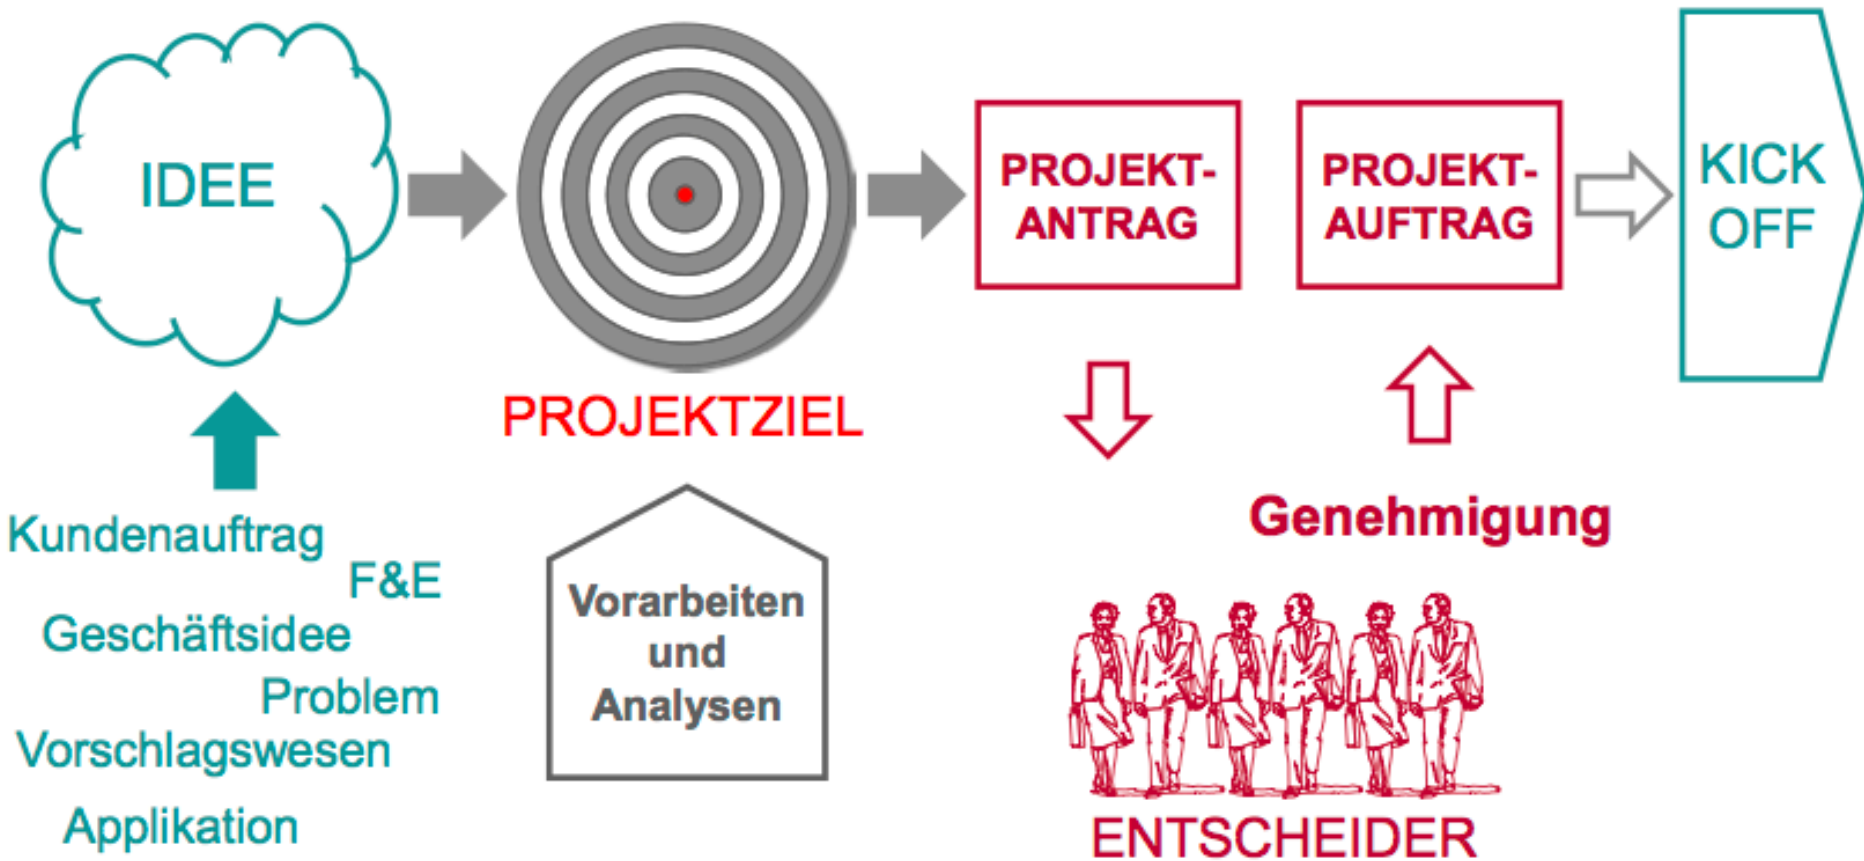 IDEE
PROJEKTZIEL
PROJEKT-
ANTRAG
PROJEKT-
AUFTRAG
KICK
OFF
Kundenauftrag
F&E
Geschäftsidee
Problem
Vorschlagswesen
Applikation
Vorarbeiten
und
Analysen
Genehmigung
ENTSCHEIDER